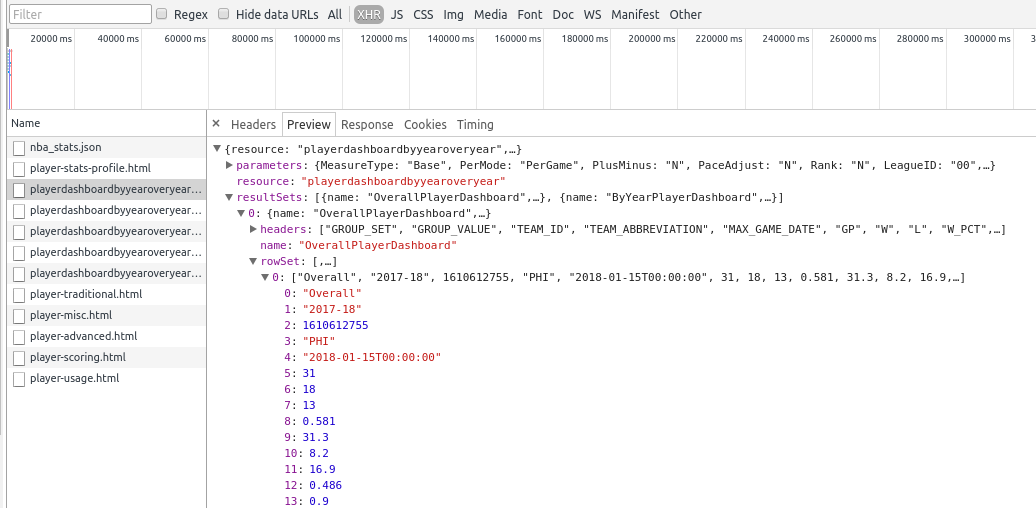 Filter Regex Hide data URLs All XHR JS CSS Img Media Font Doc WS Manifest Other
20000 ms 40000 ms 60000 ms 80000 ms 100000 ms 120000 ms 140000 ms 160000 ms 180000 ms 200000 ms 220000 ms 240000 ms 260000 ms 280000 ms 300000 ms 3
Name
nba_stats.json
player-stats-profile.html
playerdashboardbyyearoveryear...
playerdashboardbyyearoveryear...
playerdashboardbyyearoveryear...
playerdashboardbyyearoveryear...
playerdashboardbyyearoveryear...
player-traditional.html
player-misc.html
player-advanced.html
player-scoring.html
player-usage.html
× Headers Preview Response Cookies Timing
▼{resource: "playerdashboardbyyearoveryear",…}
▶parameters: {MeasureType: "Base", PerMode: "PerGame", PlusMinus: "N", PaceAdjust: "N", Rank: "N", LeagueID: "00",…}
resource: "playerdashboardbyyearoveryear"
▼resultSets: [{name: "OverallPlayerDashboard",…}, {name: "ByYearPlayerDashboard",…}]
▼0: {name: "OverallPlayerDashboard",…}
▶headers: ["GROUP_SET", "GROUP_VALUE", "TEAM_ID", "TEAM_ABBREVIATION", "MAX_GAME_DATE", "GP", "W", "L", "W_PCT",…]
name: "OverallPlayerDashboard"
▼rowSet: [,…]
▼0: ["Overall", "2017-18", 1610612755, "PHI", "2018-01-15T00:00:00", 31, 18, 13, 0.581, 31.3, 8.2, 16.9,…]
0: "Overall"
1: "2017-18"
2: 1610612755
3: "PHI"
4: "2018-01-15T00:00:00"
5: 31
6: 18
7: 13
8: 0.581
9: 31.3
10: 8.2
11: 16.9
12: 0.486
13: 0.9